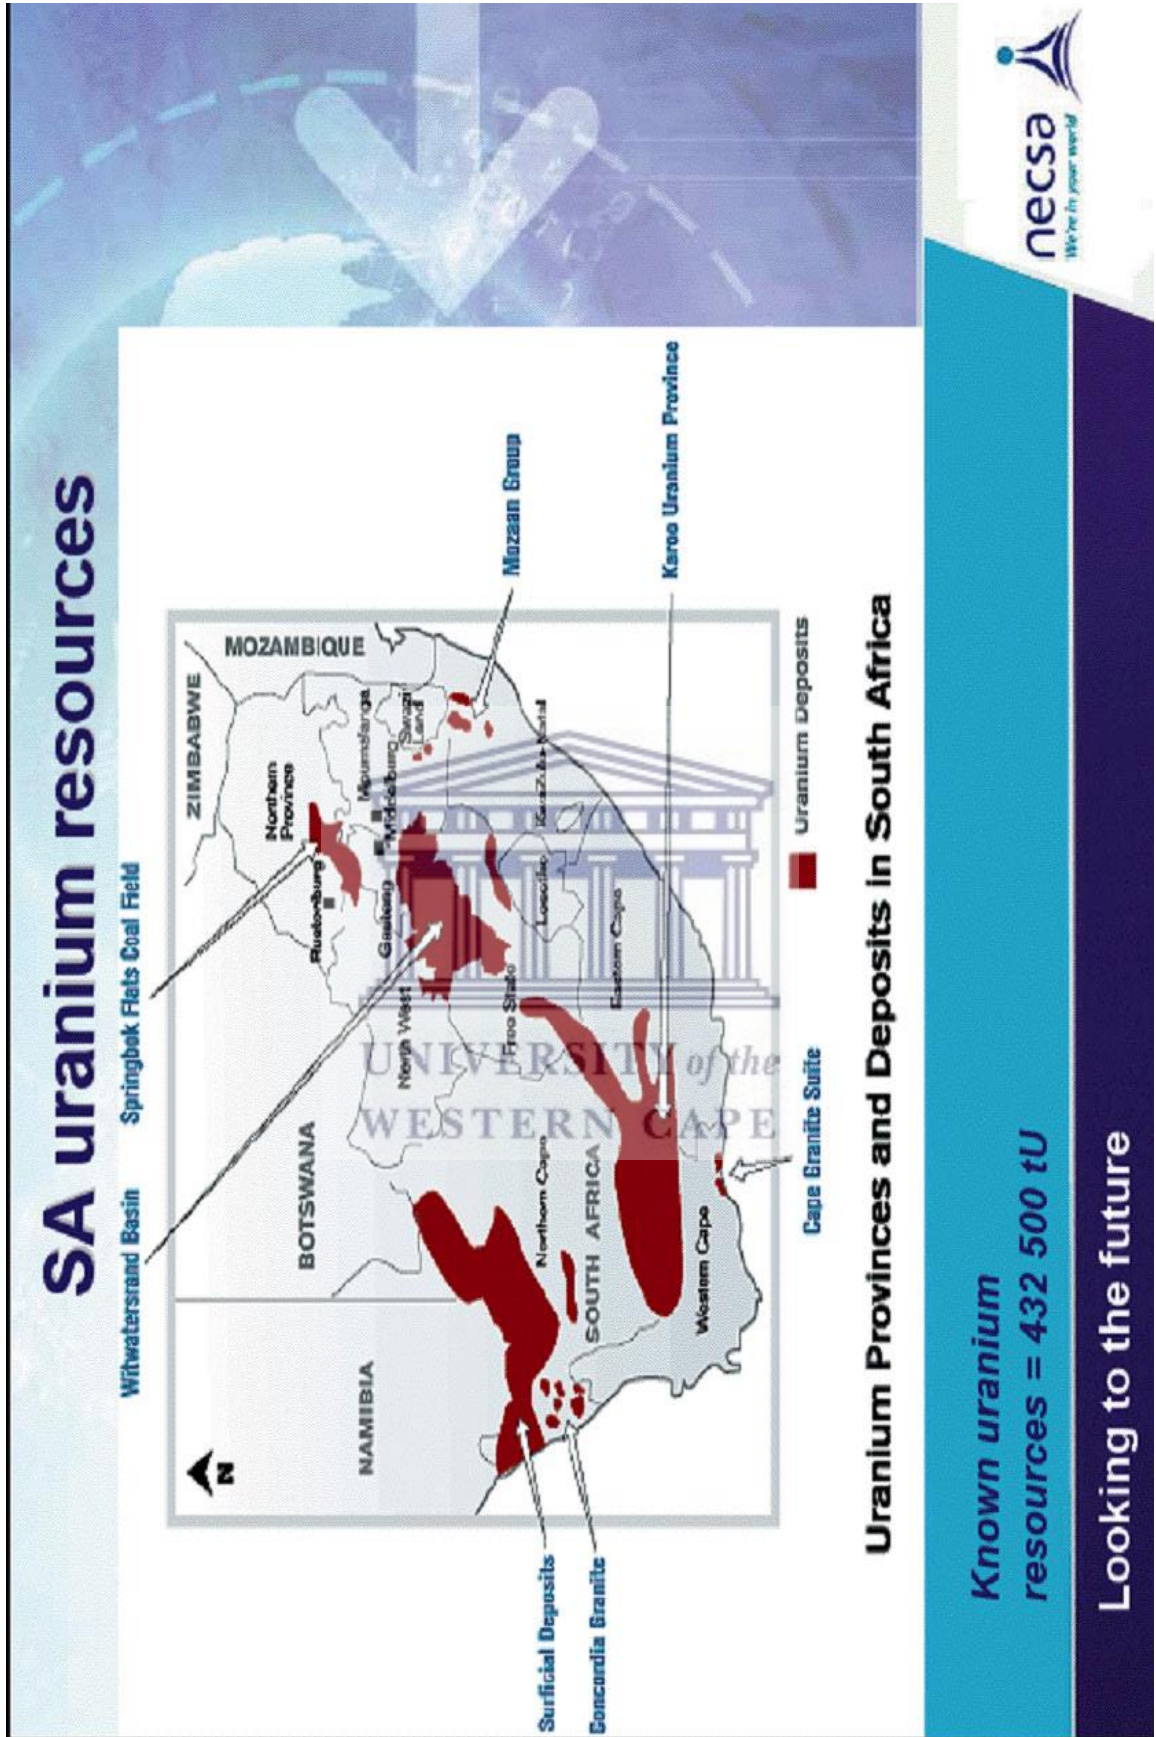 SA uranium resources
Witwatersrand Basin
Springbok Flats Coal Field
ZIMBABWE
MOZAMBIQUE
Northern
Province
BOTSWANA
NAMIBIA
N
Rustenburg
Mpumalanga
Middelburg
Swazi
Land
Gauteng
North West
Free State
Lesotho
KwaZulu-Natal
Mozaan Group
Northern Cape
SOUTH AFRICA
Eastern Cape
Western Cape
Karoo Uranium Province
Surficial Deposits
Concordia Granite
Cape Granite Suite
UNIVERSITY of the
WESTERN CAPE
Uranium Deposits
Uranium Provinces and Deposits in South Africa
Known uranium
resources = 432 500 tU
Looking to the future
necsa
We're in your world